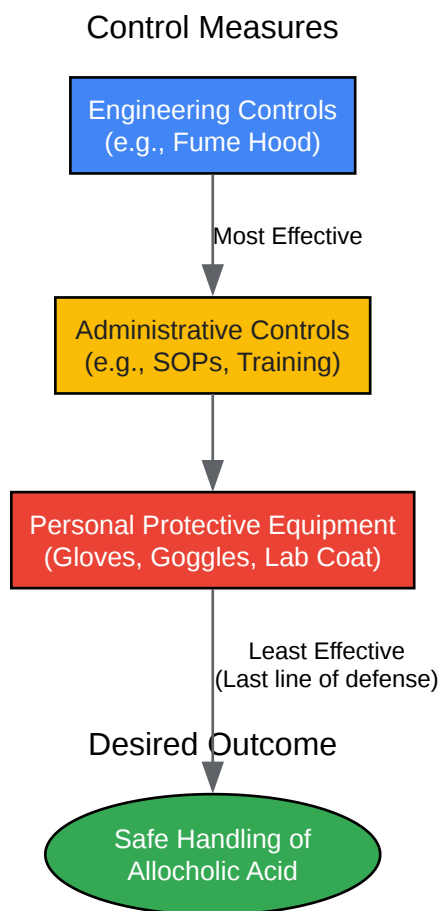 Control Measures
Engineering Controls
(e.g., Fume Hood)
Most Effective
Administrative Controls
(e.g., SOPs, Training)
Personal Protective Equipment
(Gloves, Goggles, Lab Coat)
Least Effective
(Last line of defense)
Desired Outcome
Safe Handling of
Allocholic Acid